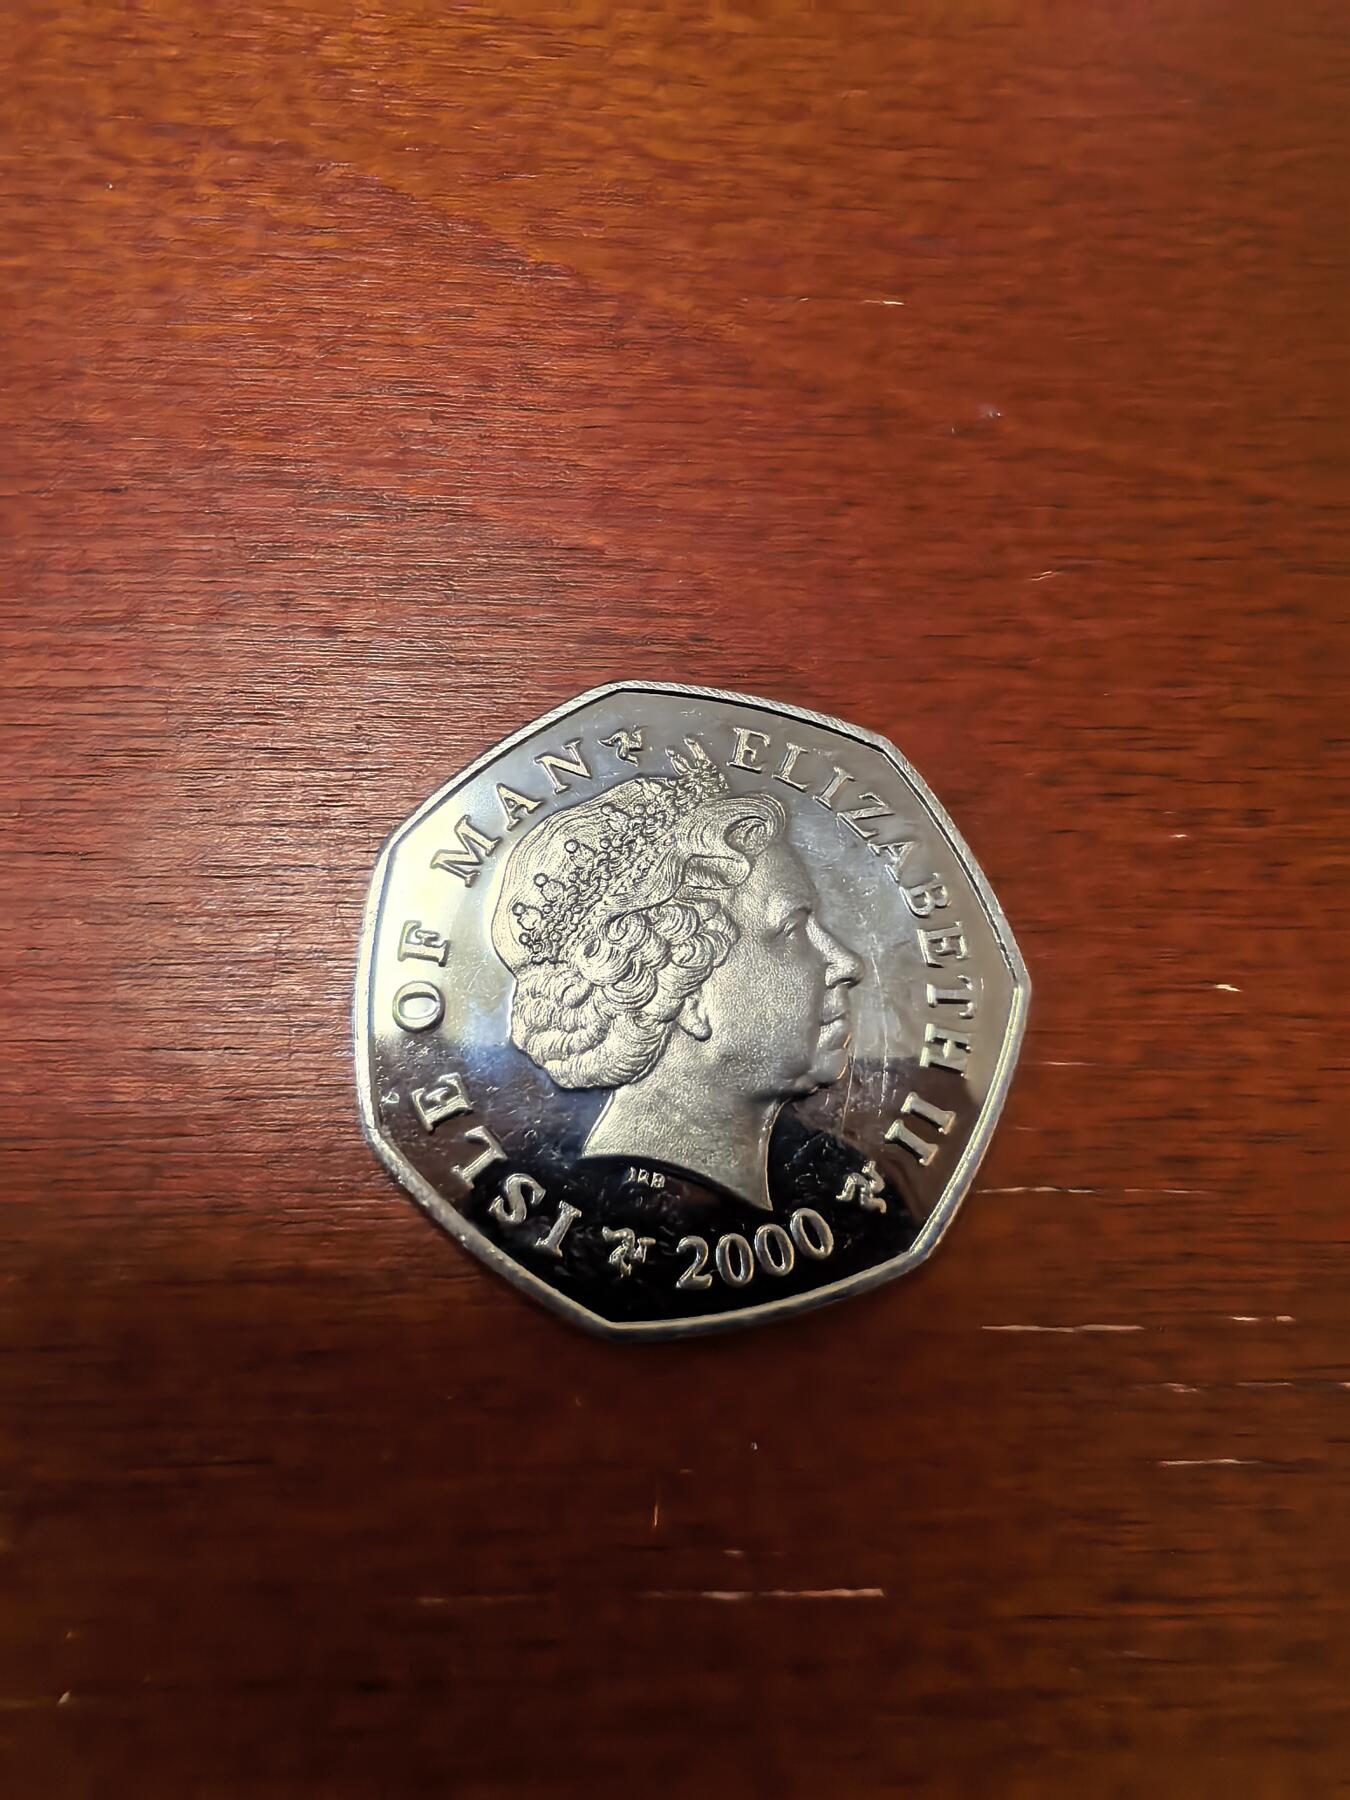 ISLE OF MAN
ELIZABETH II
2000
IRB